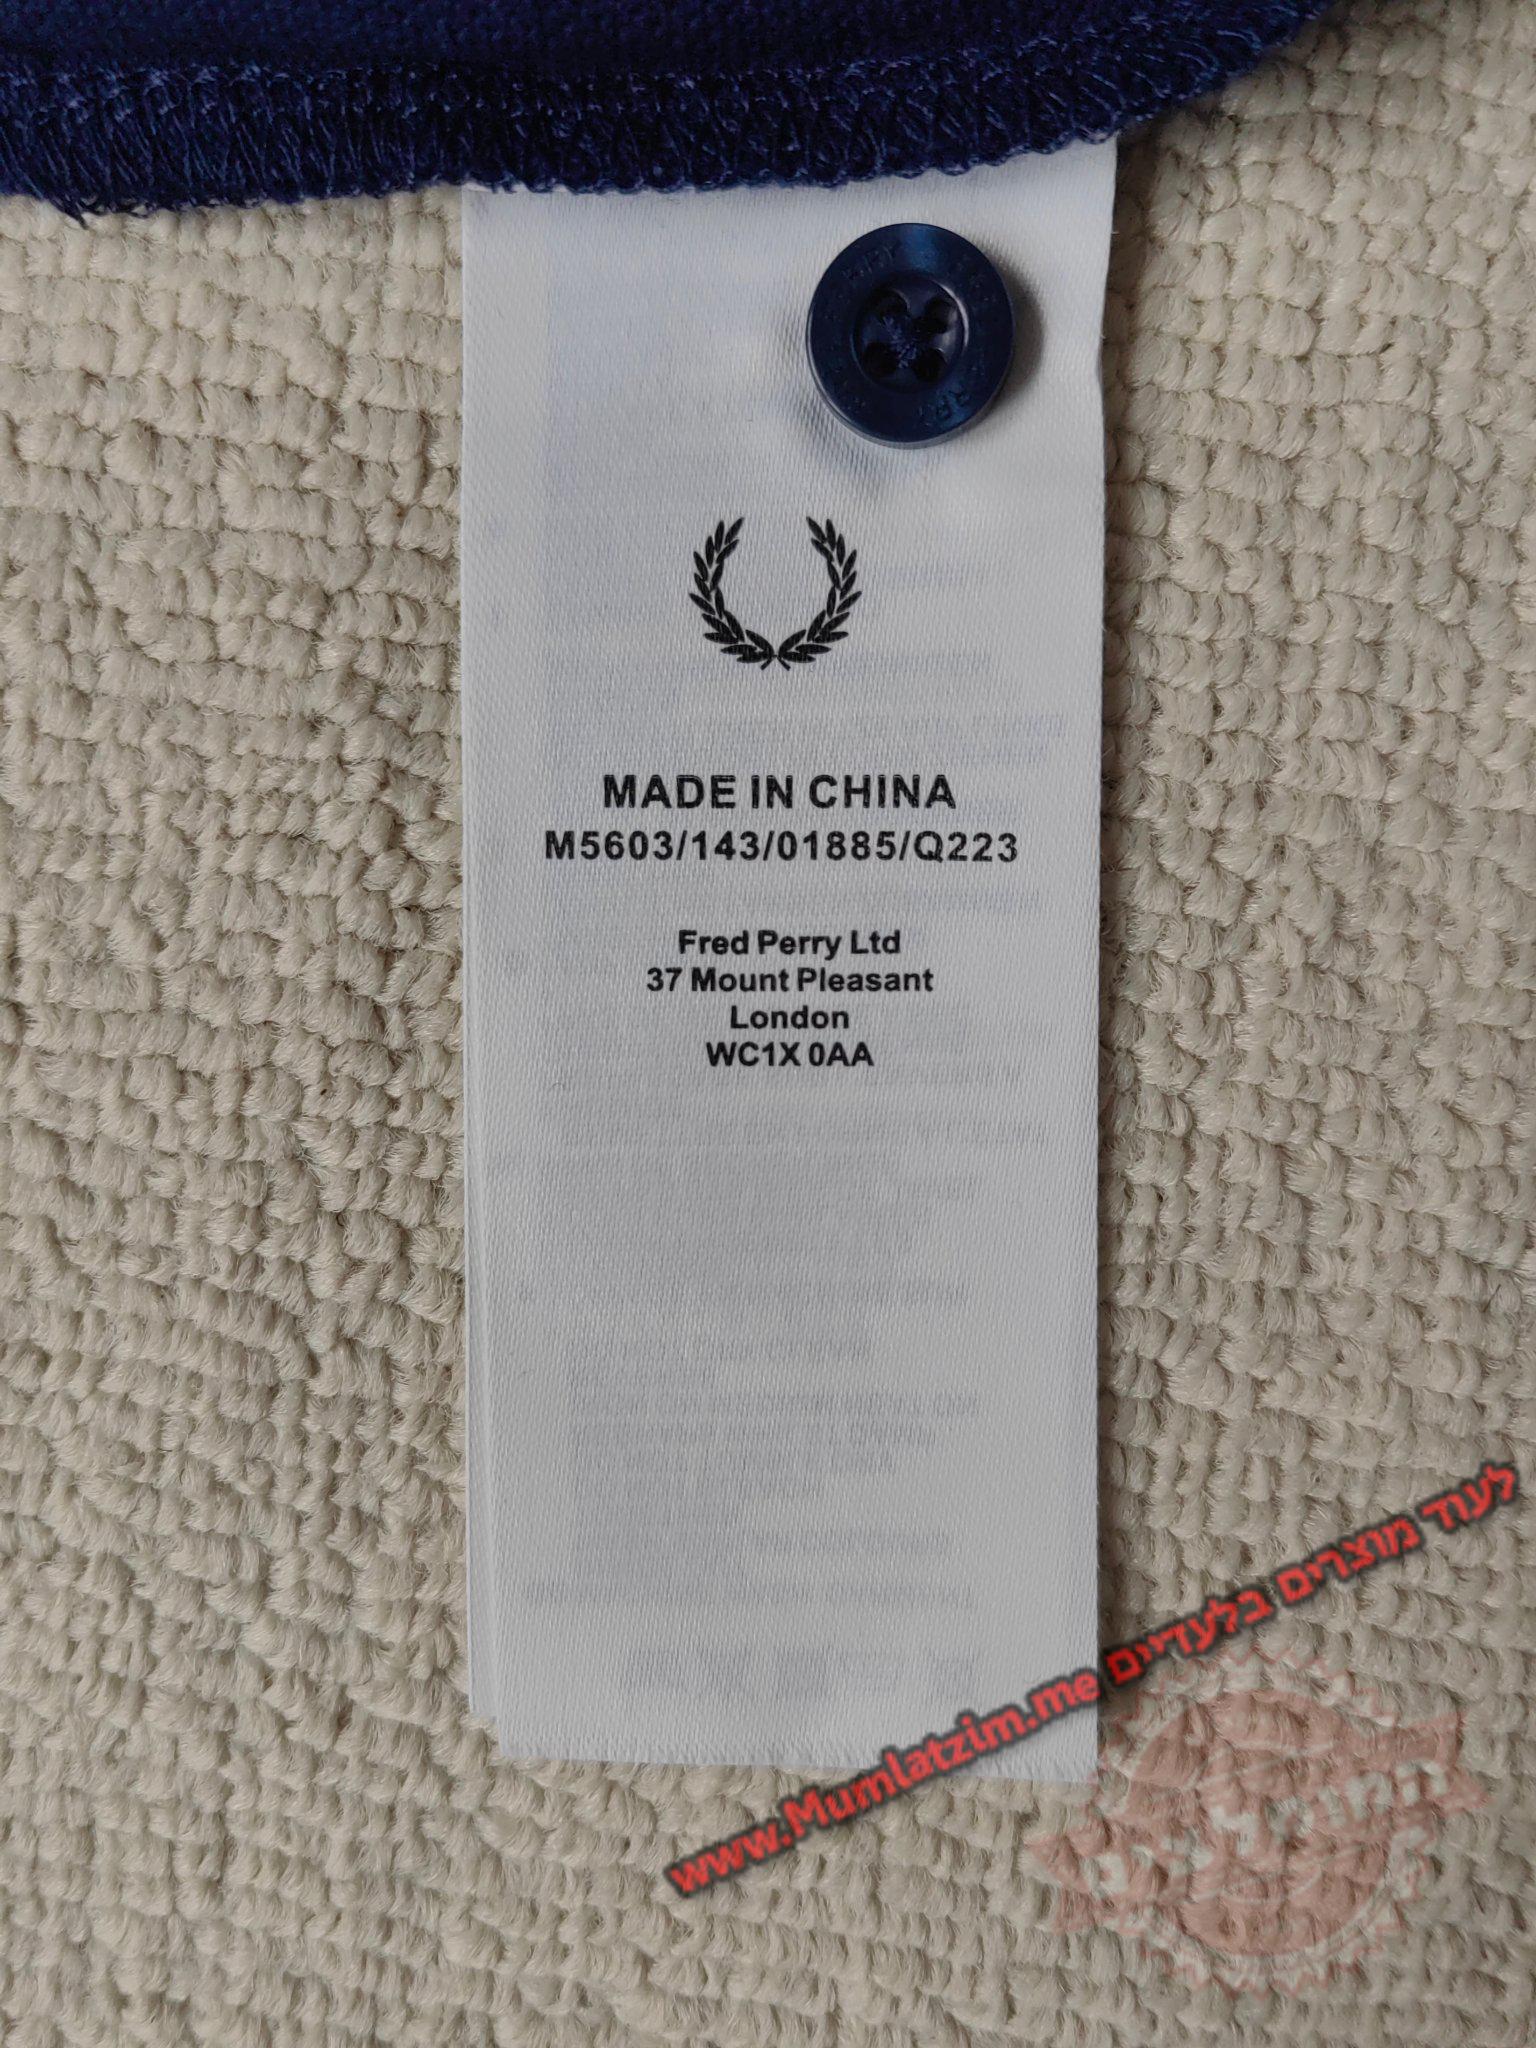 MADE IN CHINA
M5603/143/01885/Q223
Fred Perry Ltd
37 Mount Pleasant
London
WC1X 0AA
לעוד מוצרים בלעדיים www.Mumlatzim.me